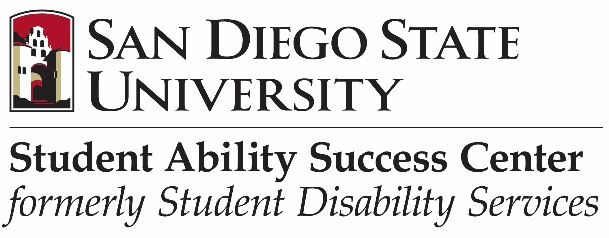 SAN DIEGO STATE
UNIVERSITY
Student Ability Success Center
formerly Student Disability Services